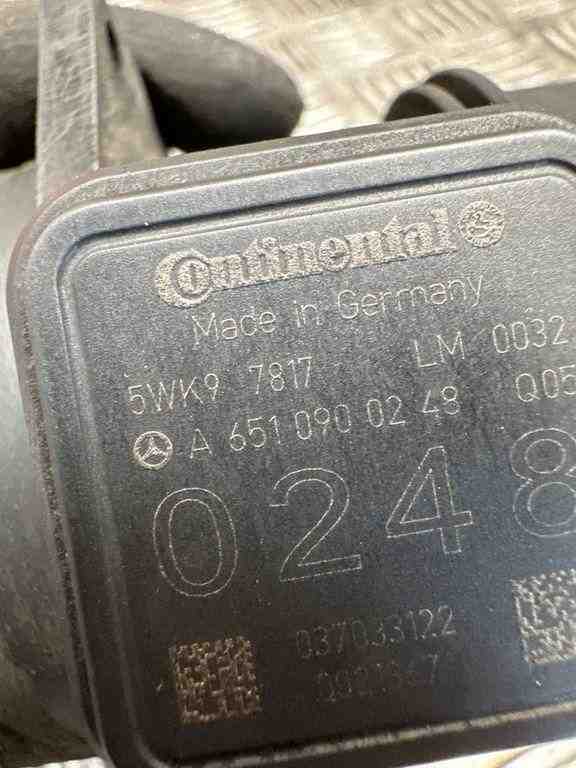 Continental
Made in Germany
5WK9 7817 LM 0032
A 651 090 02 48 Q05
0248
037033122